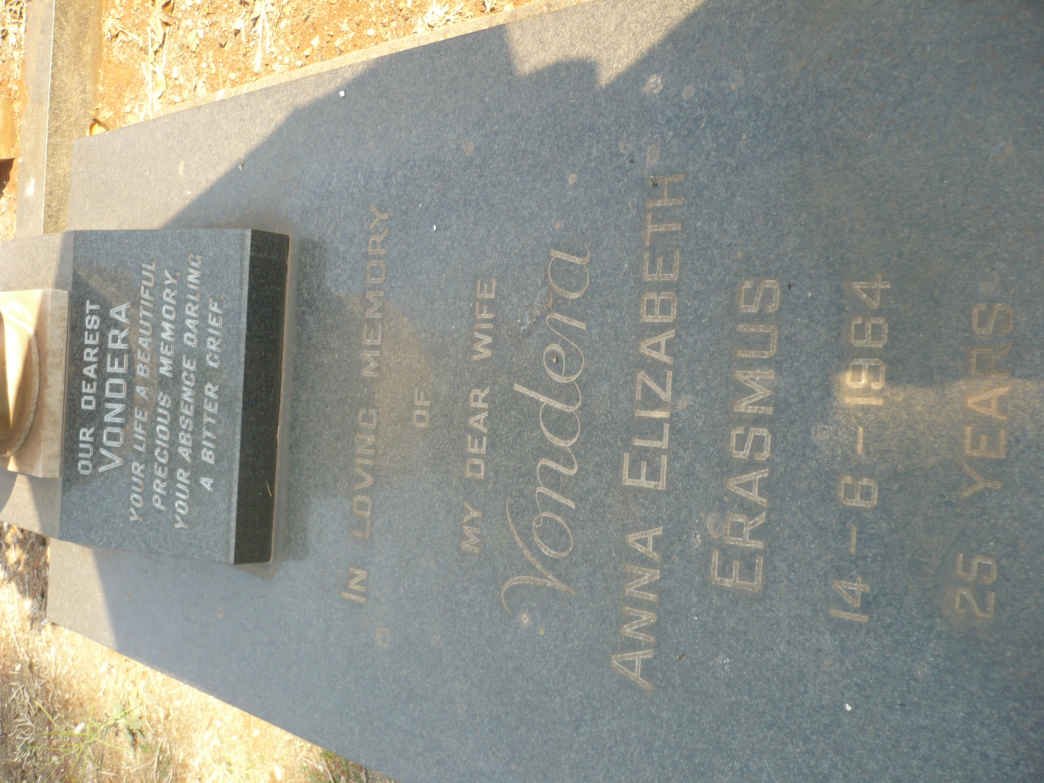 OUR DEAREST
VONDERA
YOUR LIFE A BEAUTIFUL
PRECIOUS MEMORY
YOUR ABSENCE DARLING
A BITTER GRIEF.
IN LOVING MEMORY
OF
MY DEAR WIFE
Vondera
ANNA ELIZABETH
ERASMUS
14-6-1964
25 YEARS